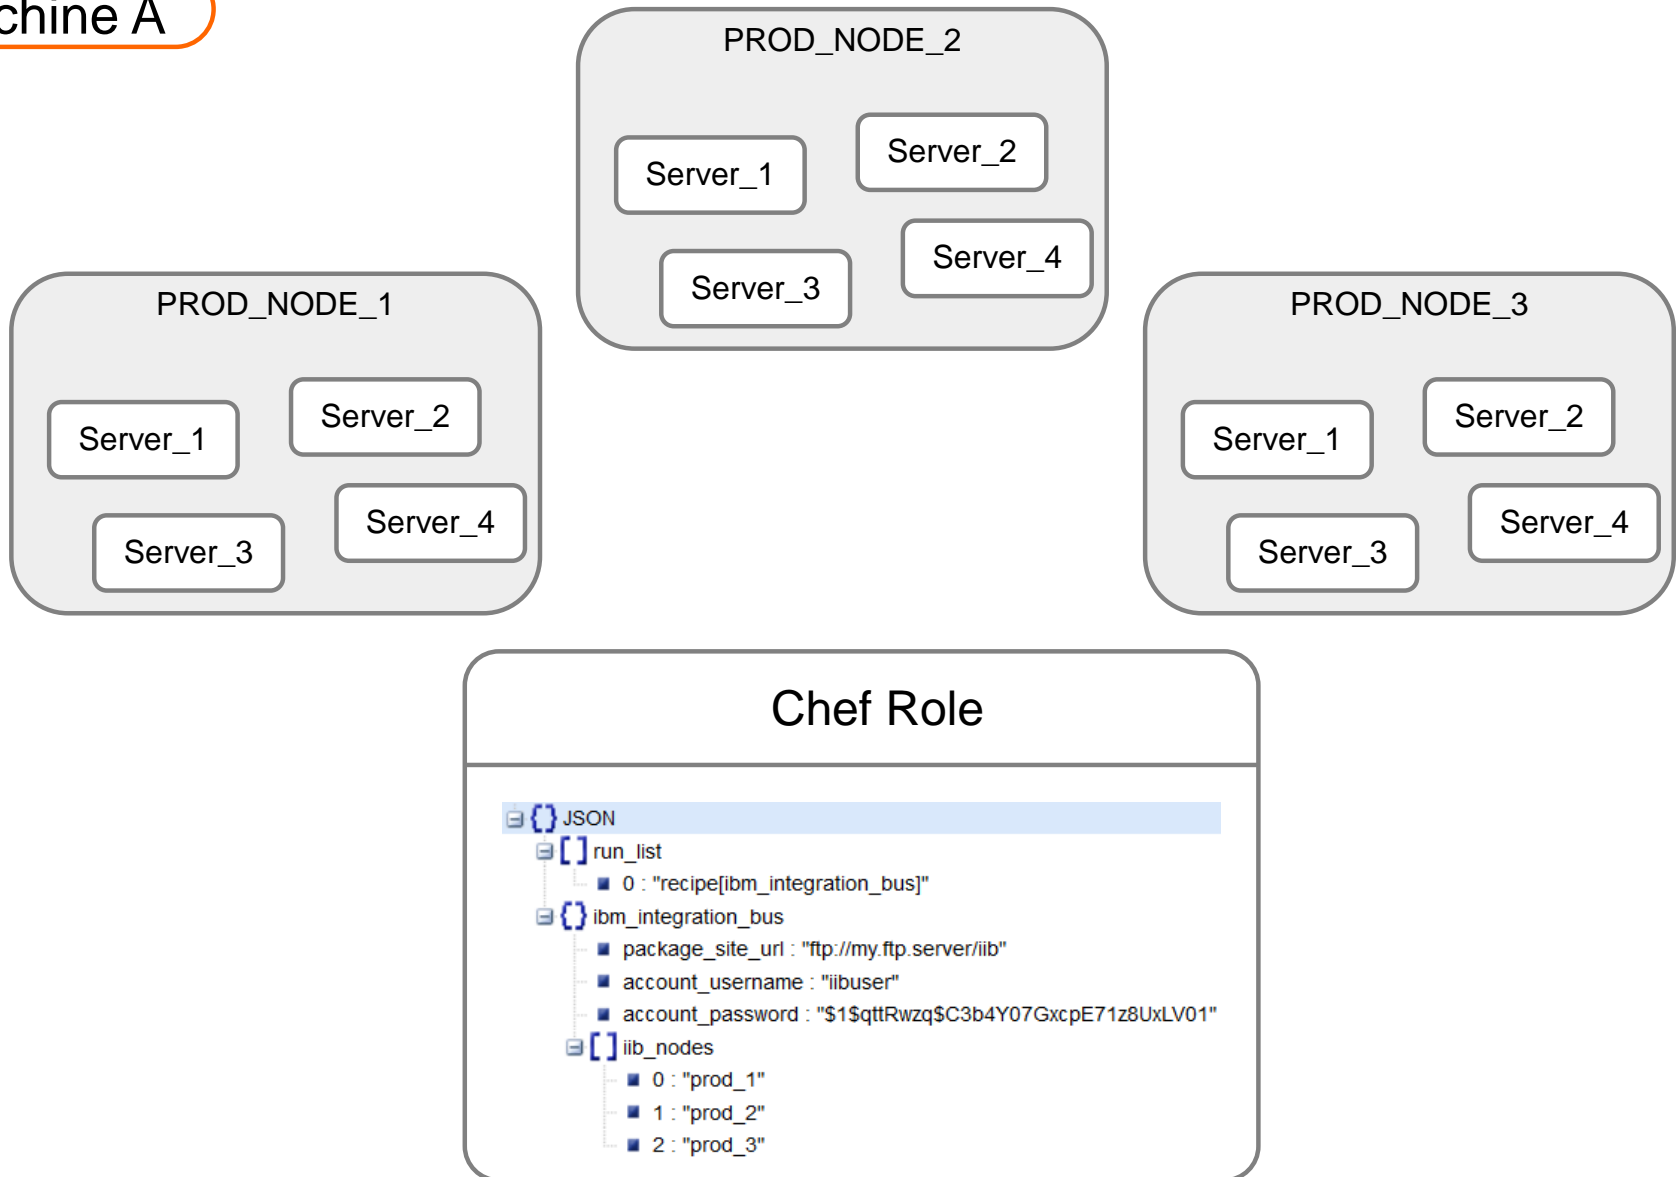 chine A
PROD_NODE_2
Server_1
Server_2
Server_3
Server_4
PROD_NODE_1
Server_1
Server_2
Server_3
Server_4
PROD_NODE_3
Server_1
Server_2
Server_3
Server_4
Chef Role
JSON
run_list
0 : "recipe[ibm_integration_bus]"
ibm_integration_bus
package_site_url : "ftp://my.ftp.server/iib"
account_username : "iibuser"
account_password : "$1$qttRwzq$C3b4Y07GxcpE71z8UxLV01"
iib_nodes
0 : "prod_1"
1 : "prod_2"
2 : "prod_3"